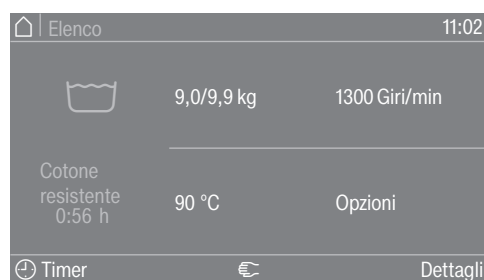 Elenco 11:02
9,0/9,9 kg 1300 Giri/min
Cotone
resistente
0:56 h
90 °C Opzioni
Timer Dettagli